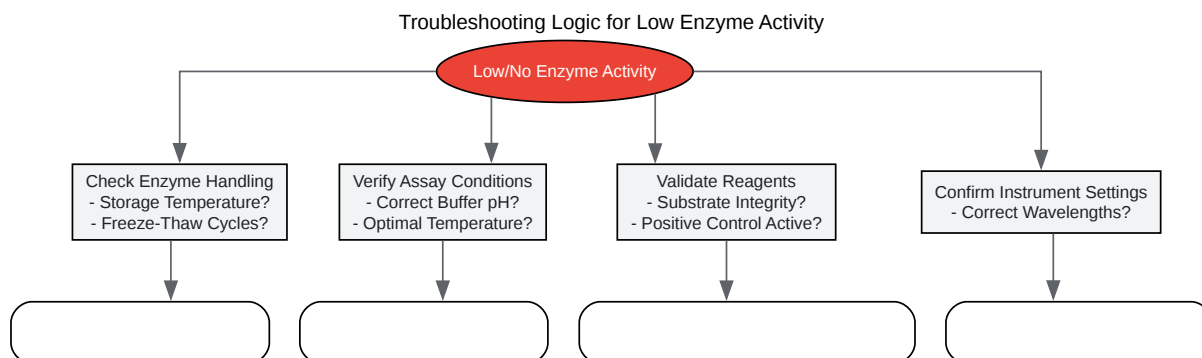 Troubleshooting Logic for Low Enzyme Activity
Low/No Enzyme Activity
Check Enzyme Handling
- Storage Temperature?
- Freeze-Thaw Cycles?
Verify Assay Conditions
- Correct Buffer pH?
- Optimal Temperature?
Validate Reagents
- Substrate Integrity?
- Positive Control Active?
Confirm Instrument Settings
- Correct Wavelengths?